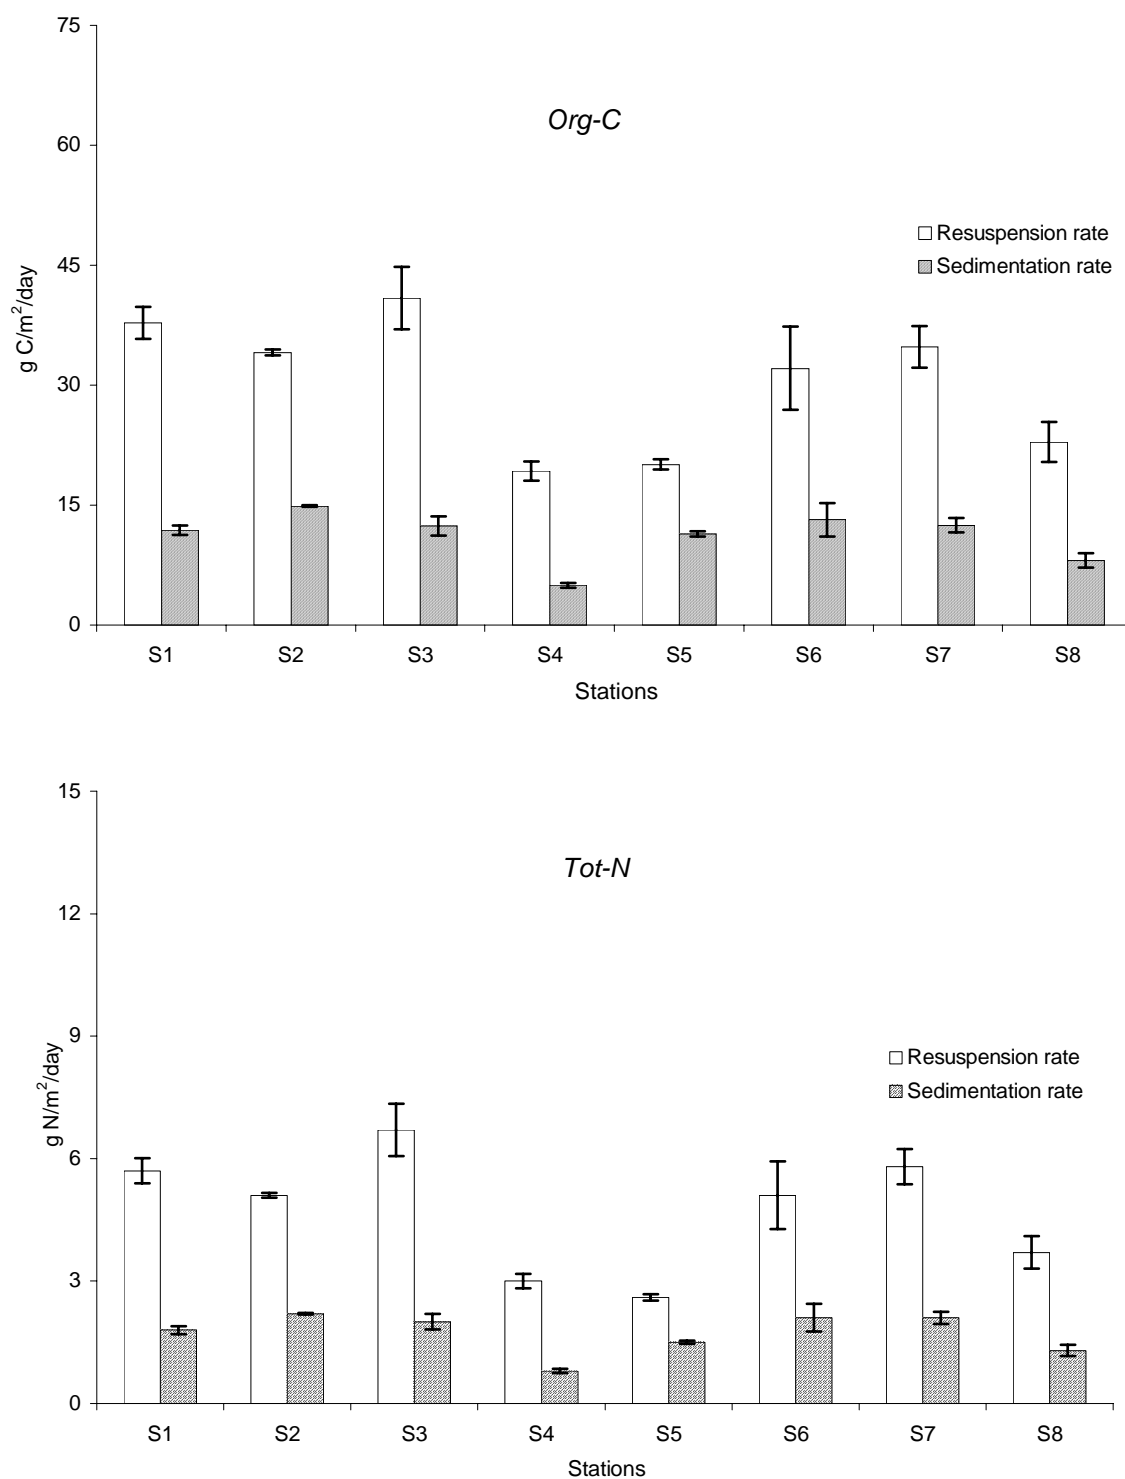 75
60
45
30
15
0
g C/m²/day
Org-C
Resuspension rate
Sedimentation rate
S1 S2 S3 S4 S5 S6 S7 S8
Stations
15
12
9
6
3
0
g N/m²/day
Tot-N
Resuspension rate
Sedimentation rate
S1 S2 S3 S4 S5 S6 S7 S8
Stations